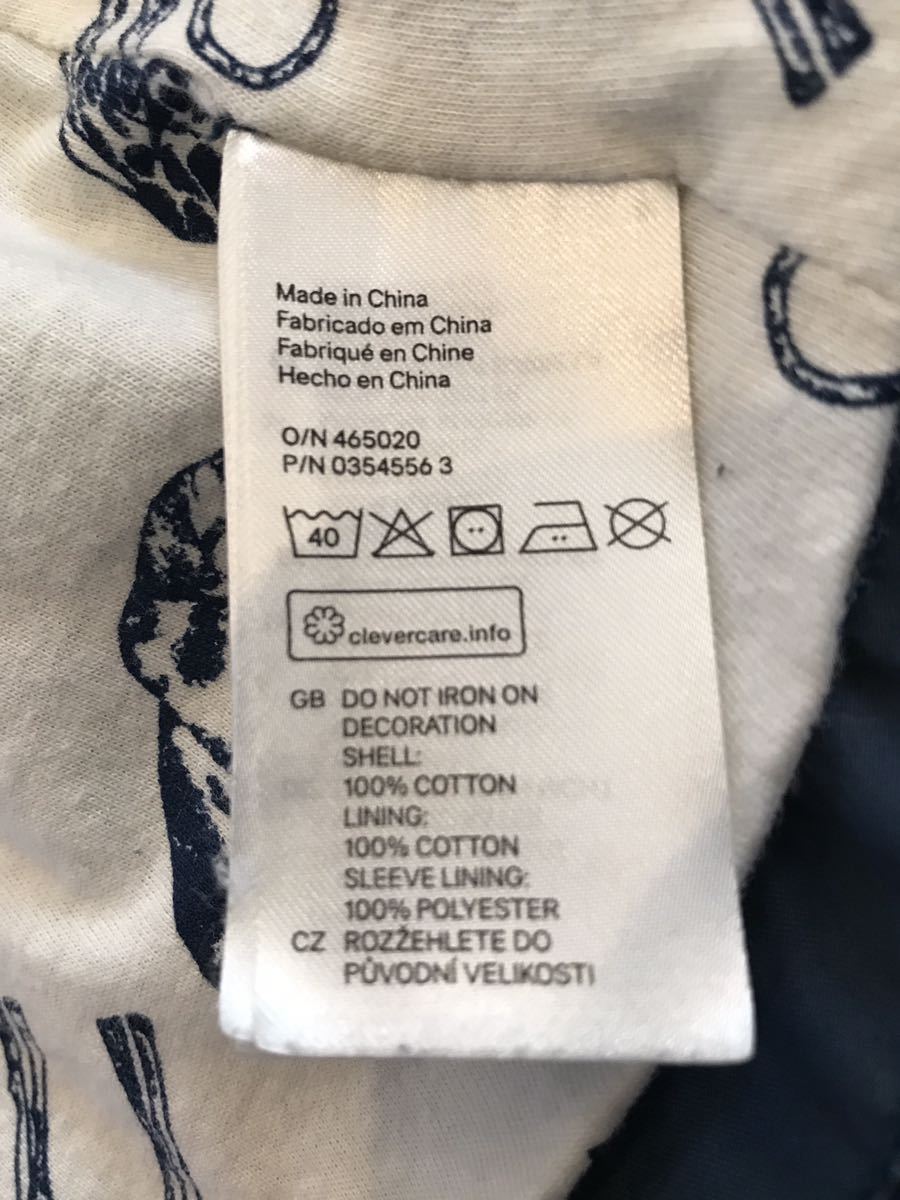 Made in China
Fabricado em China
Fabriqué en Chine
Hecho en China
O/N 465020
P/N 0354556 3
40
clevercare.info
GB DO NOT IRON ON
DECORATION
SHELL:
100% COTTON
LINING:
100% COTTON
SLEEVE LINING:
100% POLYESTER
CZ ROZŽEHLETE DO
PŮVODNÍ VELIKOSTI